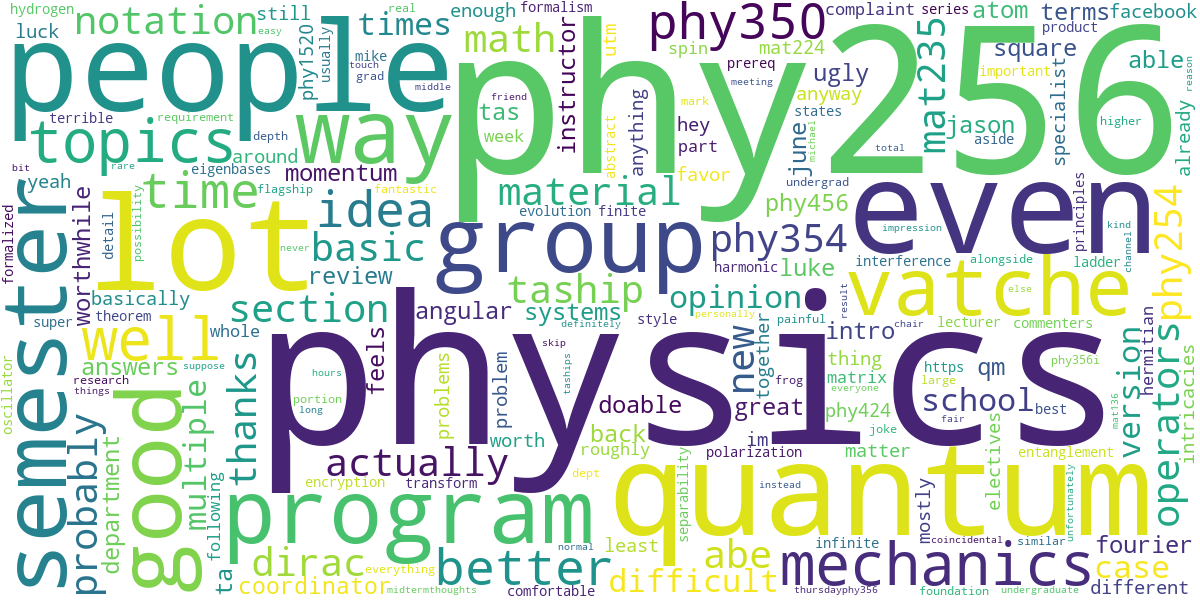 hydrogen
notation
still
times
enough
formalism
phy350
complaint
series
atom
terms
facebook
luck
people
real
easy
math
spin
mat224
utm
square
product
able
phy1520
usually
mike
touch
grad
middle
friend
tas
week
instructor
prereq
meeting
mark
ugly
anyway
hey
part
favor
abstract
anything
states
michael
june
phy256
total
mat235
jason
aside
specialist
important
higher
already
reason
terrible
requirement
topics
way
depth
rare
eigenbases
around
bit
yeah
momentum
fantastic
flagship
time
idea
material
evolution
finite
undergrad
phy456
even
impression
principles
kind
channel
phy254
formalized
semester
worthwhile
detail
possibility
lot
never
basic
group
phy354
harmonic
luke
interference
alongside
ladder
intricacies
review
basically
theorem
super
section
taship
opinion
systems
definitely
personally
painful
vatche
else
lecturer
commenters
hermitian
well
whole
angular
style
skip
new
together
result
chair
intro
version
operators
answers
research
things
suppose
oscillator
physics
feels
hours
portion
long
problems
problem
taships
frog
doable
great
thing
matrix
everyone
qm
https
large
phy356i
school
best
fair
mat136
probably
department
good
multiple
thanks
actually
worth
back
roughly
im
polarization
phy424
joke
matter
electives
entanglement
unfortunately
following
encryption
transform
dept
separability
instead
quantum
mostly
coincidental
similar
program
normal
everything
ta
dirac
coordinator
midtermthoughts
better
comfortable
least
difficult
abe
infinite
mechanics
thursdayphy356
foundation
undergraduate
fourier
case
different